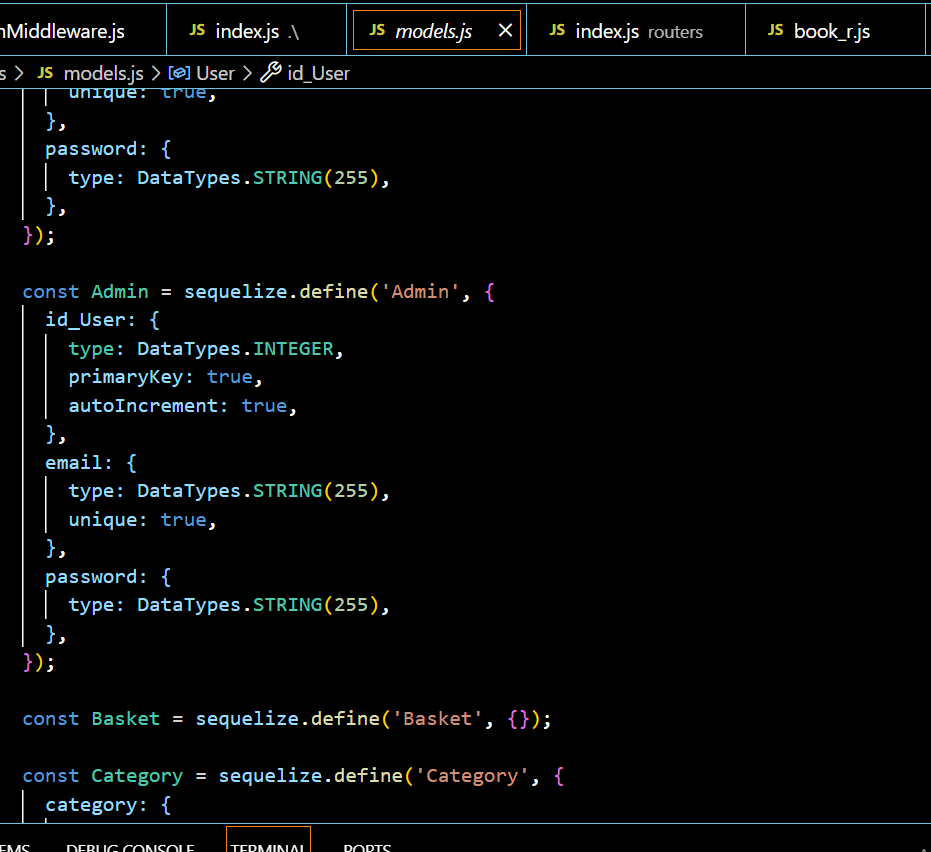 nMiddleware.js JS index.js .\ JS models.js × JS index.js routers JS book_r.js
s > JS models.js > User > id_User
unique: true,
},
password: {
type: DataTypes.STRING(255),
},
});
const Admin = sequelize.define('Admin', {
id_User: {
type: DataTypes.INTEGER,
primaryKey: true,
autoIncrement: true,
},
email: {
type: DataTypes.STRING(255),
unique: true,
},
password: {
type: DataTypes.STRING(255),
},
});
const Basket = sequelize.define('Basket', {});
const Category = sequelize.define('Category', {
category: {
EMS DEBUG CONSOLE TERMINAL PORTS